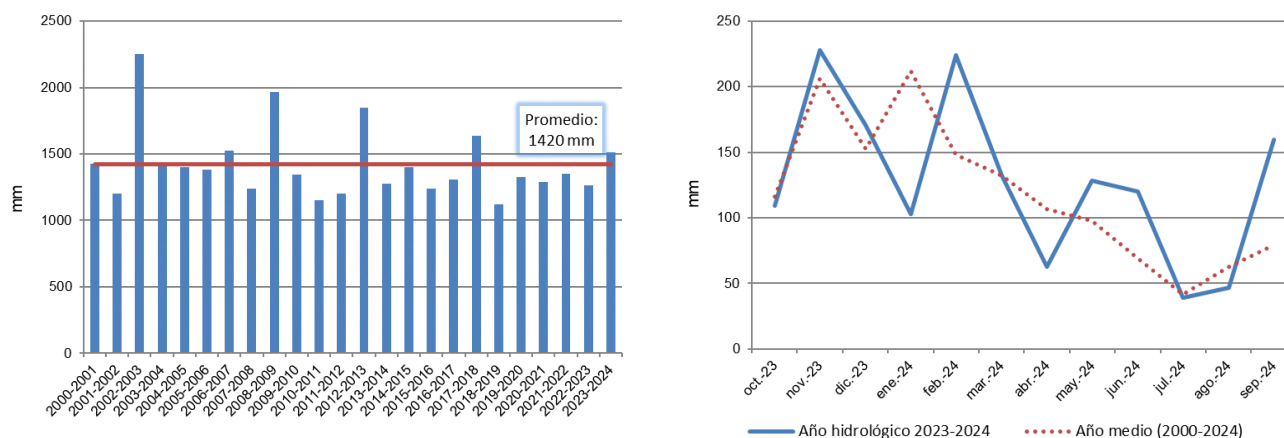 2500
2000
1500
1000
500
0
mm
Promedio:
1420 mm
2000-2001
2001-2002
2002-2003
2003-2004
2004-2005
2005-2006
2006-2007
2007-2008
2008-2009
2009-2010
2010-2011
2011-2012
2012-2013
2013-2014
2014-2015
2015-2016
2016-2017
2017-2018
2018-2019
2019-2020
2020-2021
2021-2022
2022-2023
2023-2024
250
200
150
100
50
0
mm
oct.-23
nov.-23
dic.-23
ene.-24
feb.-24
mar.-24
abr.-24
may.-24
jun.-24
jul.-24
ago.-24
sep.-24
Año hidrológico 2023-2024
Año medio (2000-2024)